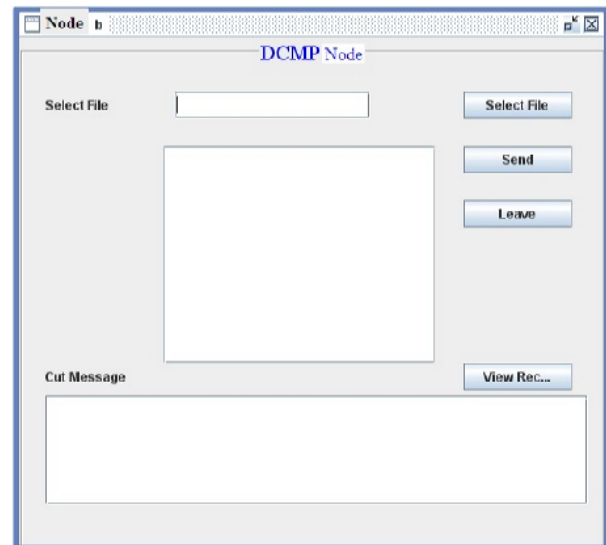 Node b
DCMP Node
Select File
Select File
Send
Leave
Cut Message
View Rec...